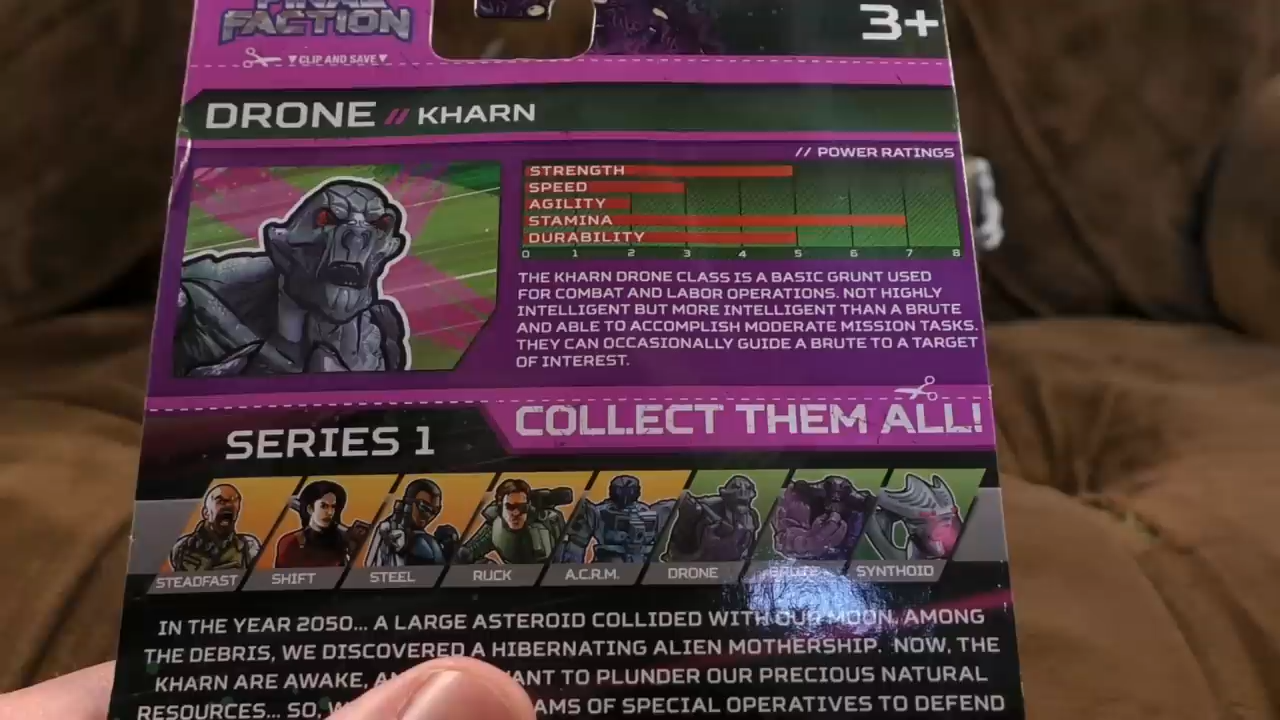 FINAL
FACTION
3+
▼CLIP AND SAVE▼
DRONE // KHARN
// POWER RATINGS
STRENGTH
SPEED
AGILITY
STAMINA
DURABILITY
0 1 2 3 4 5 6 7 8
THE KHARN DRONE CLASS IS A BASIC GRUNT USED
FOR COMBAT AND LABOR OPERATIONS. NOT HIGHLY
INTELLIGENT BUT MORE INTELLIGENT THAN A BRUTE
AND ABLE TO ACCOMPLISH MODERATE MISSION TASKS.
THEY CAN OCCASIONALLY GUIDE A BRUTE TO A TARGET
OF INTEREST.
COLLECT THEM ALL!
SERIES 1
STEADFAST SHIFT STEEL RUCK A.C.R.M. DRONE BRUTE SYNTHOID
IN THE YEAR 2050... A LARGE ASTEROID COLLIDED WITH OUR MOON. AMONG
THE DEBRIS, WE DISCOVERED A HIBERNATING ALIEN MOTHERSHIP. NOW, THE
KHARN ARE AWAKE, TO PLUNDER OUR PRECIOUS NATURAL
RESOURCES... SO, OF SPECIAL OPERATIVES TO DEFEND